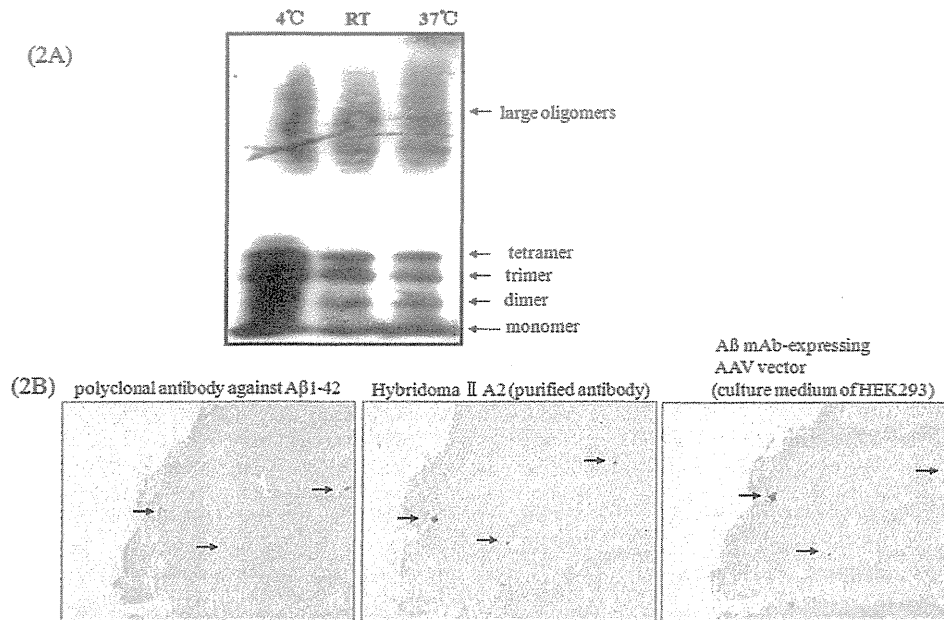 4℃ RT 37℃
(2A)
large oligomers
tetramer
trimer
dimer
monomer
Aß mAb-expressing
AAV vector
(culture medium of HEK293)
(2B)
polyclonal antibody against Aβ1-42
Hybridoma Ⅱ A2 (purified antibody)